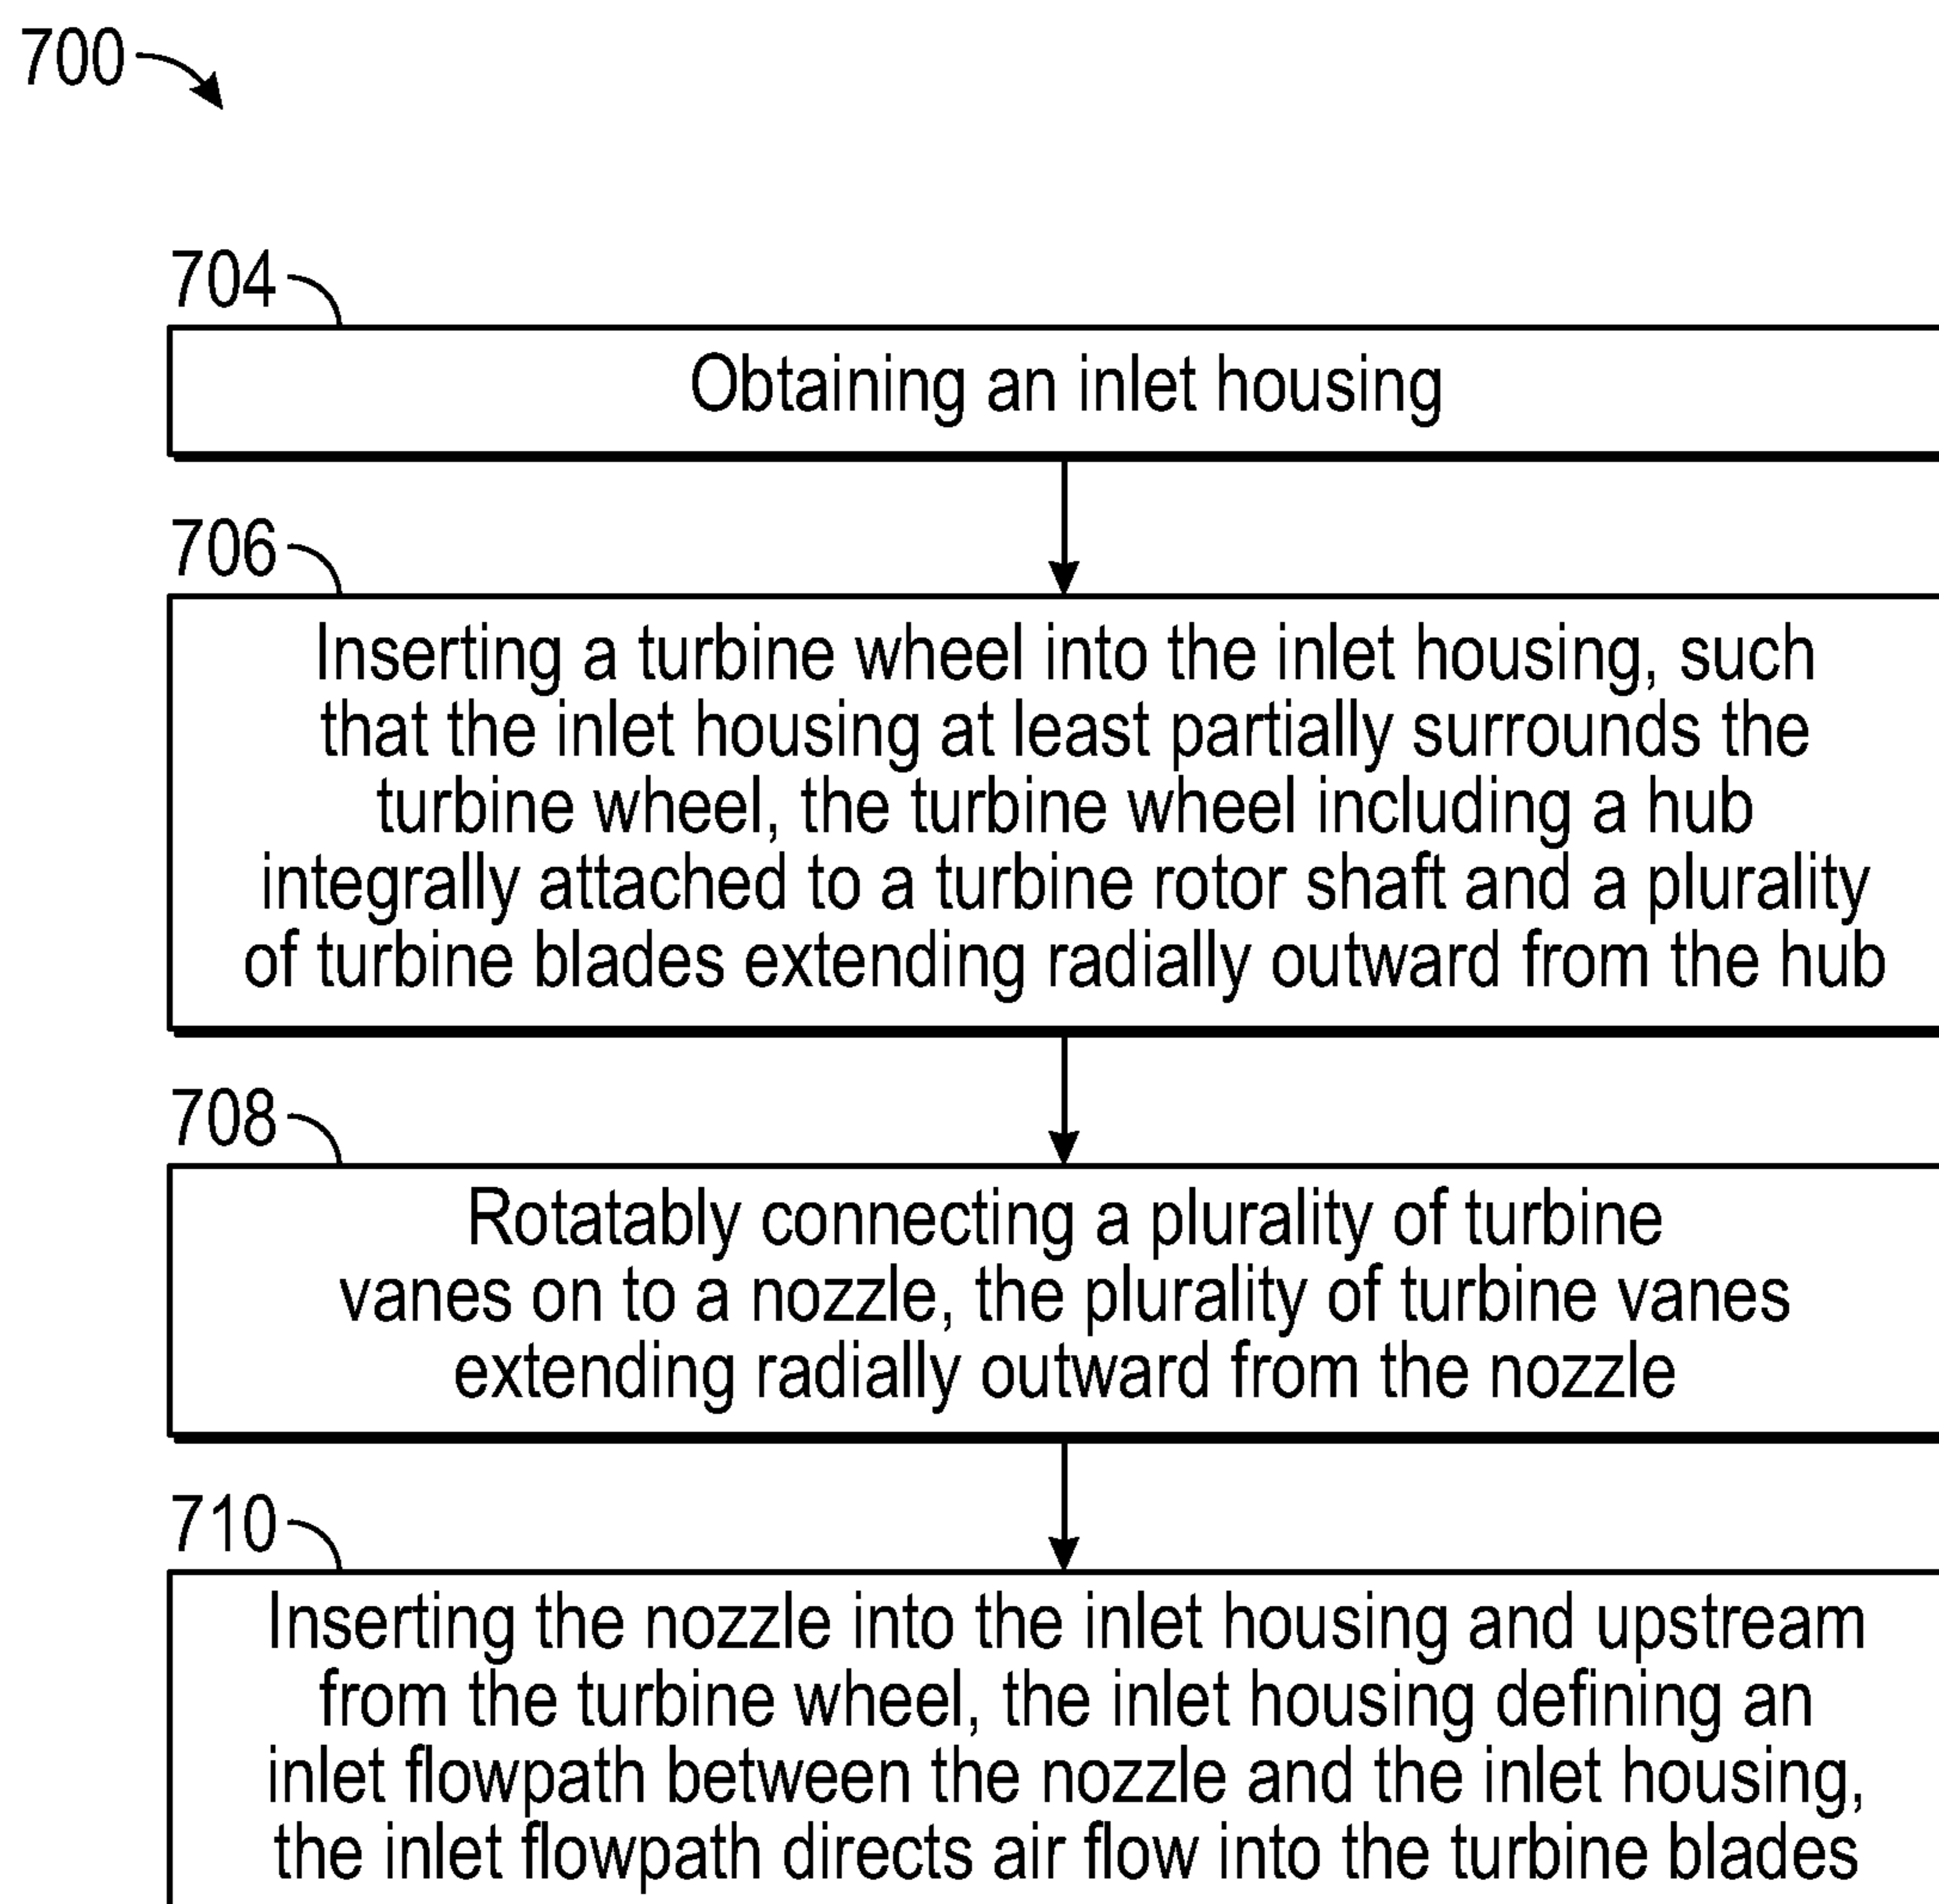 700
704
Obtaining an inlet housing
706
Inserting a turbine wheel into the inlet housing, such
that the inlet housing at least partially surrounds the
turbine wheel, the turbine wheel including a hub
integrally attached to a turbine rotor shaft and a plurality
of turbine blades extending radially outward from the hub
708
Rotatably connecting a plurality of turbine
vanes on to a nozzle, the plurality of turbine vanes
extending radially outward from the nozzle
710
Inserting the nozzle into the inlet housing and upstream
from the turbine wheel, the inlet housing defining an
inlet flowpath between the nozzle and the inlet housing,
the inlet flowpath directs air flow into the turbine blades